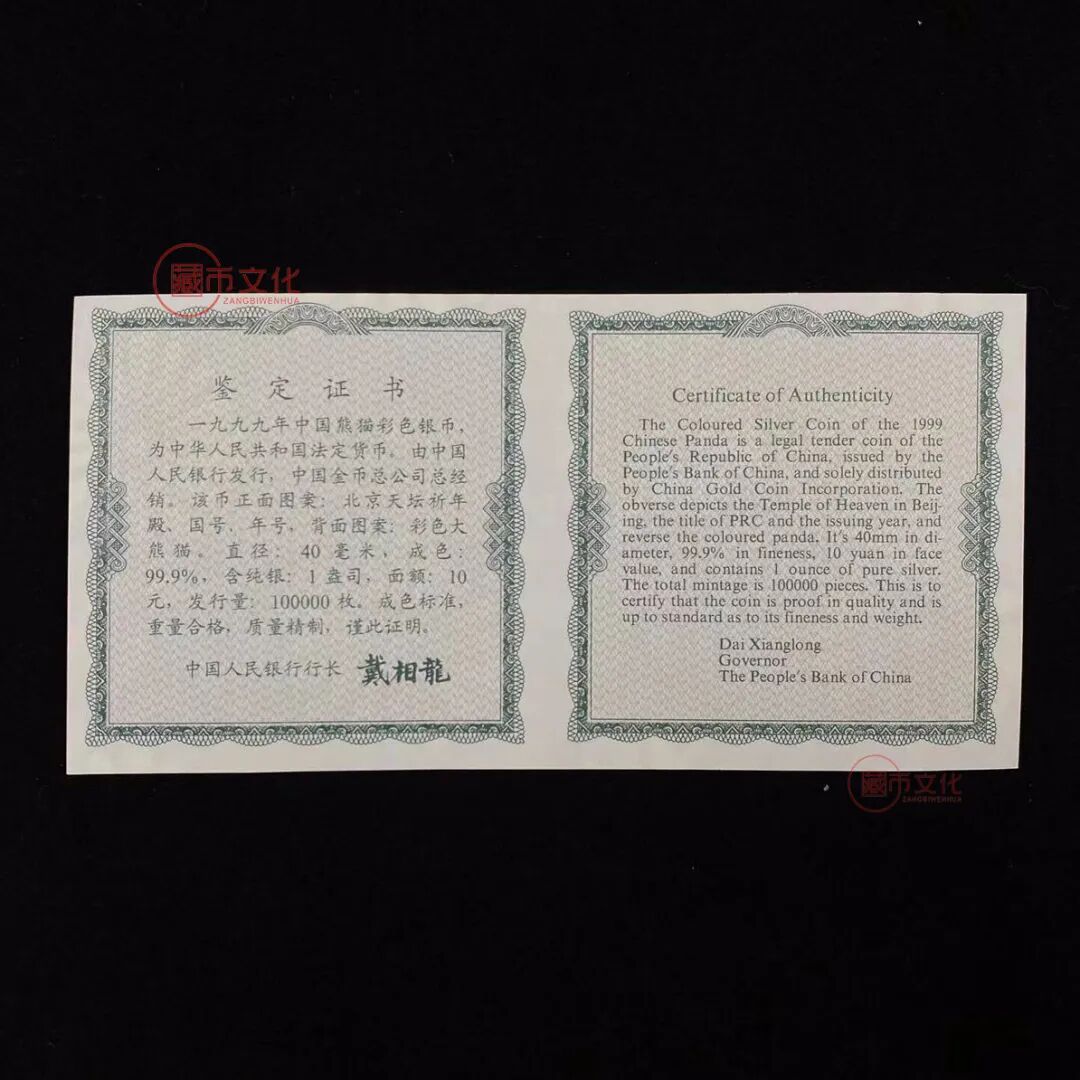 藏币文化
ZANGBIWENHUA
鉴定证书
一九九九年中国熊猫彩色银币，
为中华人民共和国法定货币。由中国
人民银行发行，中国金币总公司总经
销。该币正面图案：北京天坛祈年
殿、国号、年号，背面图案：彩色大
熊猫。直径：40毫米，成色：
99.9%，含纯银：1盎司，面额：10
元，发行量：100000枚。成色标准，
重量合格，质量精制，谨此证明。
中国人民银行行长 戴相龍
Certificate of Authenticity
The Coloured Silver Coin of the 1999
Chinese Panda is a legal tender coin of the
People's Republic of China, issued by the
People's Bank of China, and solely distributed
by China Gold Coin Incorporation. The
obverse depicts the Temple of Heaven in Beij-
ing, the title of PRC and the issuing year, and
reverse the coloured panda. It's 40mm in di-
ameter, 99.9% in fineness, 10 yuan in face
value, and contains 1 ounce of pure silver.
The total mintage is 100000 pieces. This is to
certify that the coin is proof in quality and is
up to standard as to its fineness and weight.
Dai Xianglong
Governor
The People's Bank of China
藏币文化
ZANGBIWENHUA